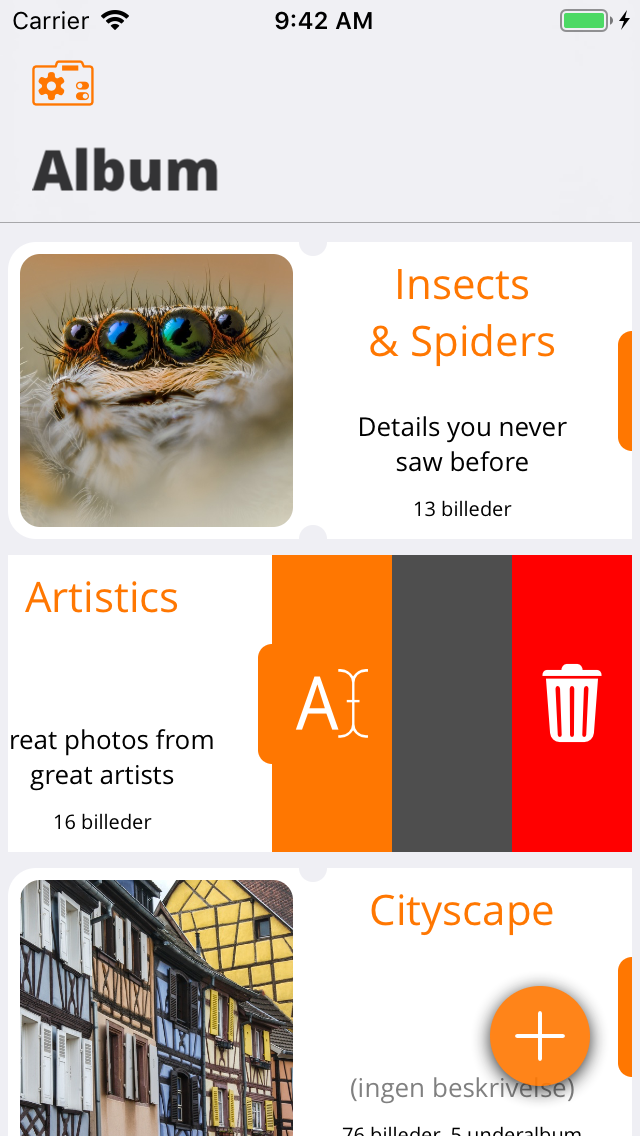 Carrier 9:42 AM
Album
Insects
& Spiders
Details you never
saw before
13 billeder
Artistics
reat photos from
great artists
16 billeder
A
Cityscape
(ingen beskrivelse)
76 billeder, 5 underalbum